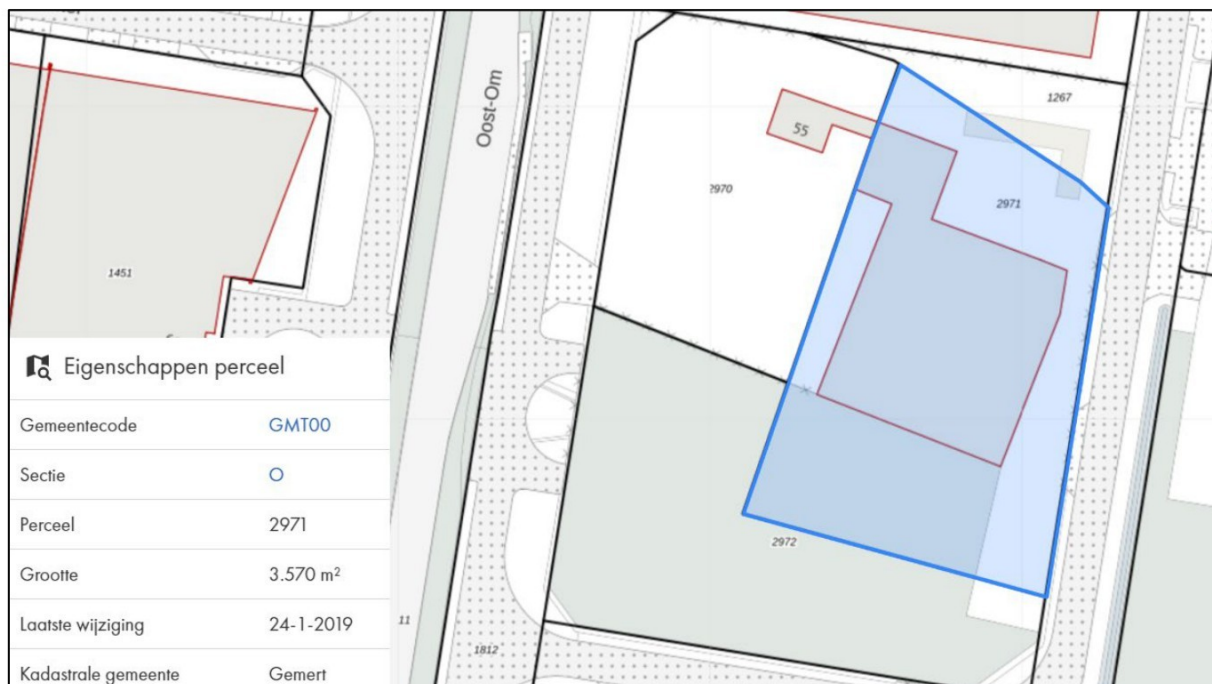 Oost-Om
55
1267
2970
2971
1451
2972
11
1812
Eigenschappen perceel
Gemeentecode GMT00
Sectie O
Perceel 2971
Grootte 3.570 m²
Laatste wijziging 24-1-2019
Kadastrale gemeente Gemert